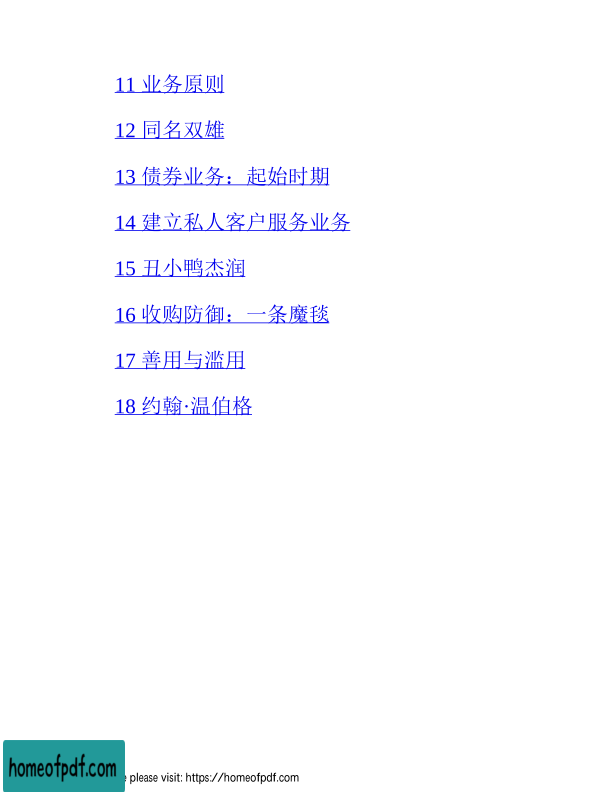 11 业务原则
12 同名双雄
13 债券业务：起始时期
14 建立私人客户服务业务
15 丑小鸭杰润
16 收购防御：一条魔毯
17 善用与滥用
18 约翰·温伯格
homeofpdf.com
please visit: https://homeofpdf.com